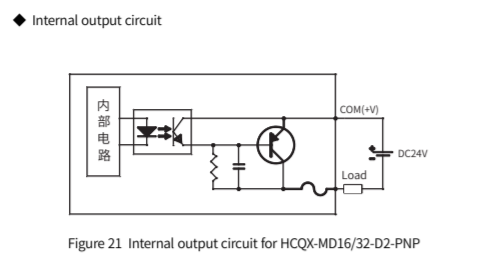 ◆ Internal output circuit
内
部
电
路
COM(+V)
DC24V
Load
Figure 21 Internal output circuit for HCQX-MD16/32-D2-PNP